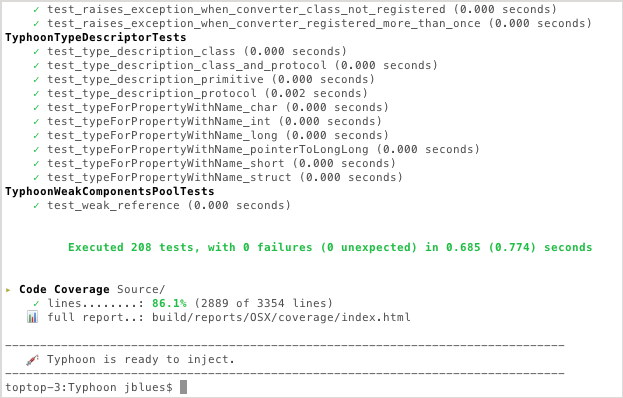 ✓ test_raises_exception_when_converter_class_not_registered (0.000 seconds)
✓ test_raises_exception_when_converter_registered_more_than_once (0.000 seconds)
TyphoonTypeDescriptorTests
✓ test_type_description_class (0.000 seconds)
✓ test_type_description_class_and_protocol (0.000 seconds)
✓ test_type_description_primitive (0.000 seconds)
✓ test_type_description_protocol (0.002 seconds)
✓ test_typeForPropertyWithName_char (0.000 seconds)
✓ test_typeForPropertyWithName_int (0.000 seconds)
✓ test_typeForPropertyWithName_long (0.000 seconds)
✓ test_typeForPropertyWithName_pointerToLongLong (0.000 seconds)
✓ test_typeForPropertyWithName_short (0.000 seconds)
✓ test_typeForPropertyWithName_struct (0.000 seconds)
TyphoonWeakComponentsPoolTests
✓ test_weak_reference (0.000 seconds)
Executed 208 tests, with 0 failures (0 unexpected) in 0.685 (0.774) seconds
▸ Code Coverage Source/
✓ lines........: 86.1% (2889 of 3354 lines)
📊 full report..: build/reports/OSX/coverage/index.html
--------------------------------------------------------------------------------
💉 Typhoon is ready to inject.
--------------------------------------------------------------------------------
toptop-3:Typhoon jblues$